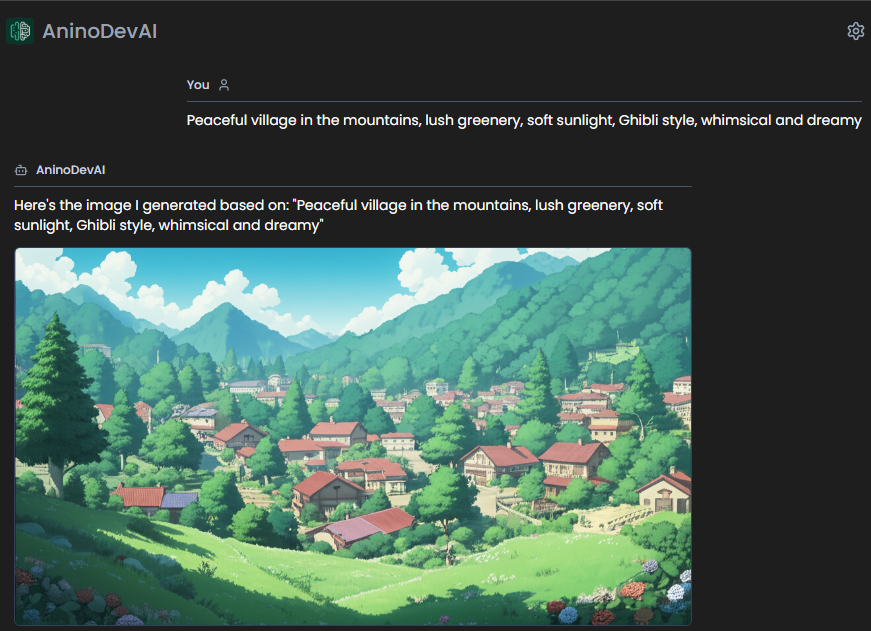 AninoDevAI
You
Peaceful village in the mountains, lush greenery, soft sunlight, Ghibli style, whimsical and dreamy
AninoDevAI
Here's the image I generated based on: "Peaceful village in the mountains, lush greenery, soft
sunlight, Ghibli style, whimsical and dreamy"